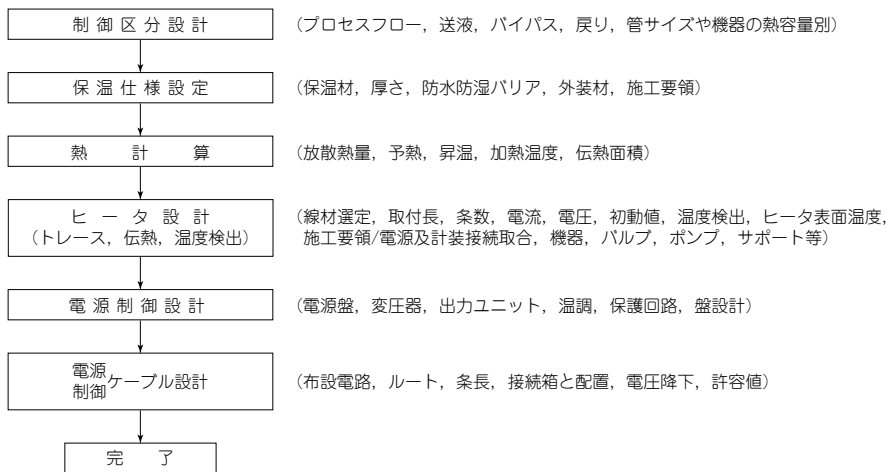 制御区分設計 （プロセスフロー，送液，バイパス，戻り，管サイズや機器の熱容量別）
保温仕様設定 （保温材，厚さ，防水防湿バリア，外装材，施工要領）
熱計算 （放散熱量，予熱，昇温，加熱温度，伝熱面積）
ヒータ設計 （線材選定，取付長，条数，電流，電圧，初動値，温度検出，ヒータ表面温度，
（トレース，伝熱，温度検出） 施工要領/電源及計装接続取合，機器，バルブ，ポンプ，サポート等）
電源制御設計 （電源盤，変圧器，出力ユニット，温調，保護回路，盤設計）
電源
制御ケーブル設計 （布設電路，ルート，条長，接続箱と配置，電圧降下，許容値）
完了